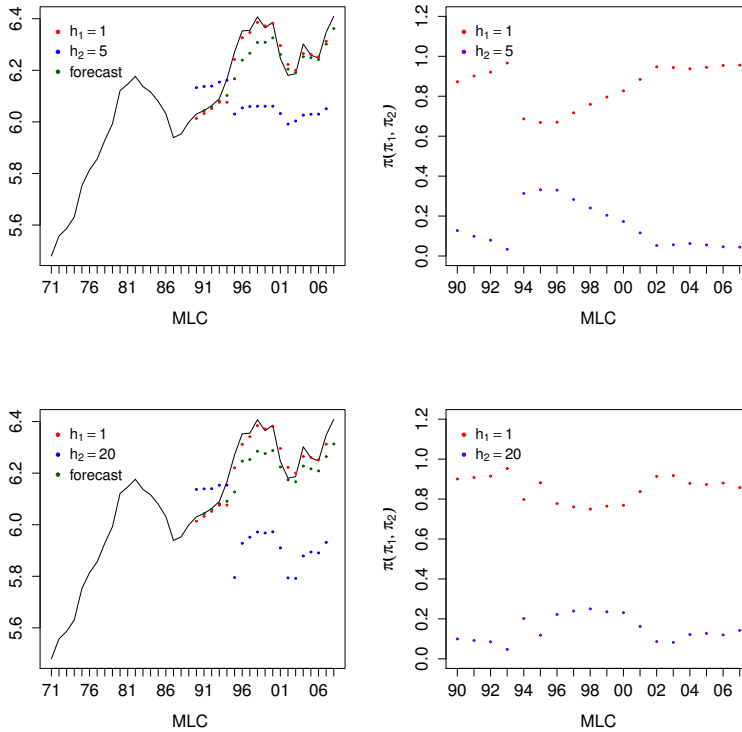 h₁ = 1
h₂ = 5
forecast
5.6 5.8 6.0 6.2 6.4
71 76 81 86 91 96 01 06
MLC
h₁ = 1
h₂ = 5
π(π₁, π₂)
0.0 0.2 0.4 0.6 0.8 1.0 1.2
90 92 94 96 98 00 02 04 06
MLC
h₁ = 1
h₂ = 20
forecast
5.6 5.8 6.0 6.2 6.4
71 76 81 86 91 96 01 06
MLC
h₁ = 1
h₂ = 20
π(π₁, π₂)
0.0 0.2 0.4 0.6 0.8 1.0 1.2
90 92 94 96 98 00 02 04 06
MLC